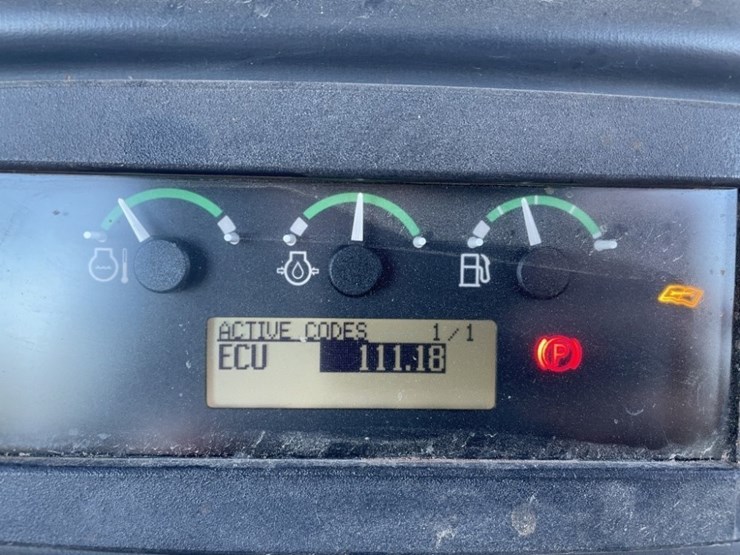 ACTIVE CODES 1/1
ECU 111.18
P